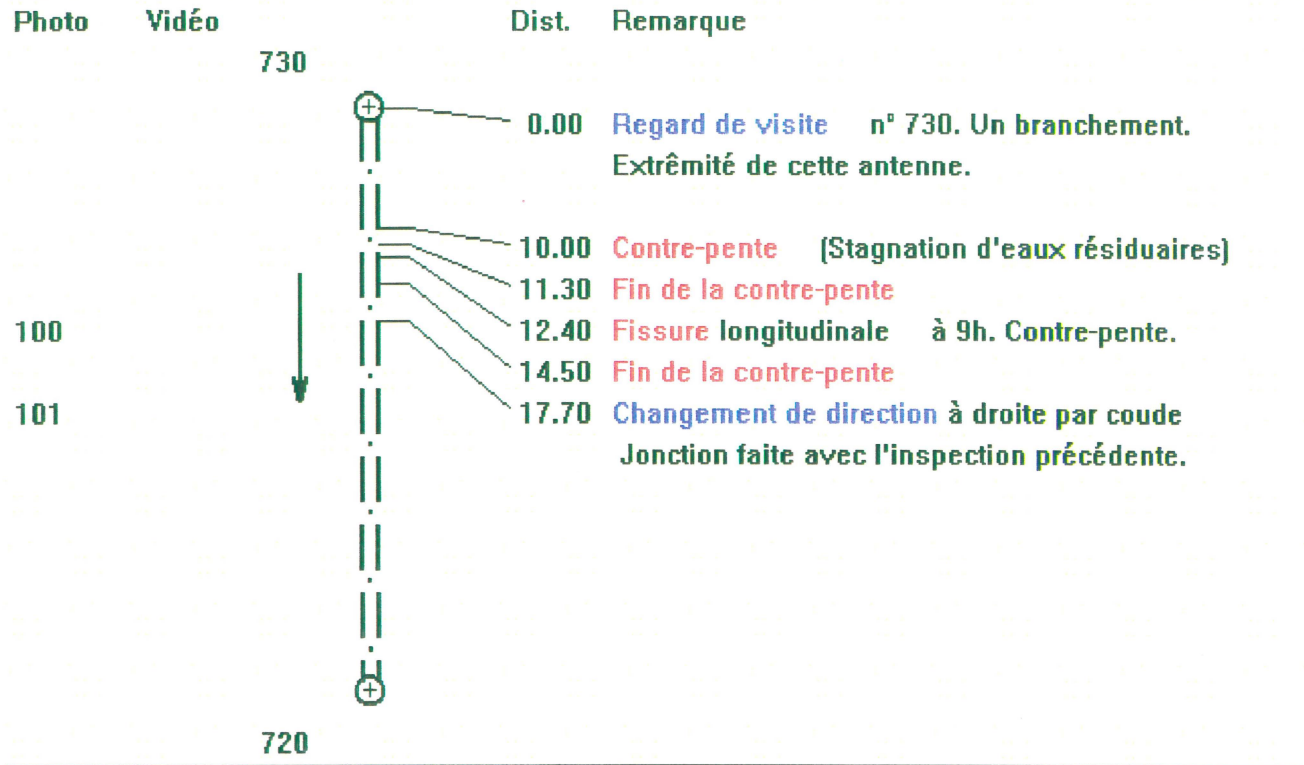 Photo Vidéo Dist. Remarque
730
0.00 Regard de visite n° 730. Un branchement.
Extrêmité de cette antenne.
10.00 Contre-pente (Stagnation d'eaux résiduaires)
11.30 Fin de la contre-pente
100 12.40 Fissure longitudinale à 9h. Contre-pente.
14.50 Fin de la contre-pente
101 17.70 Changement de direction à droite par coude
Jonction faite avec l'inspection précédente.
720